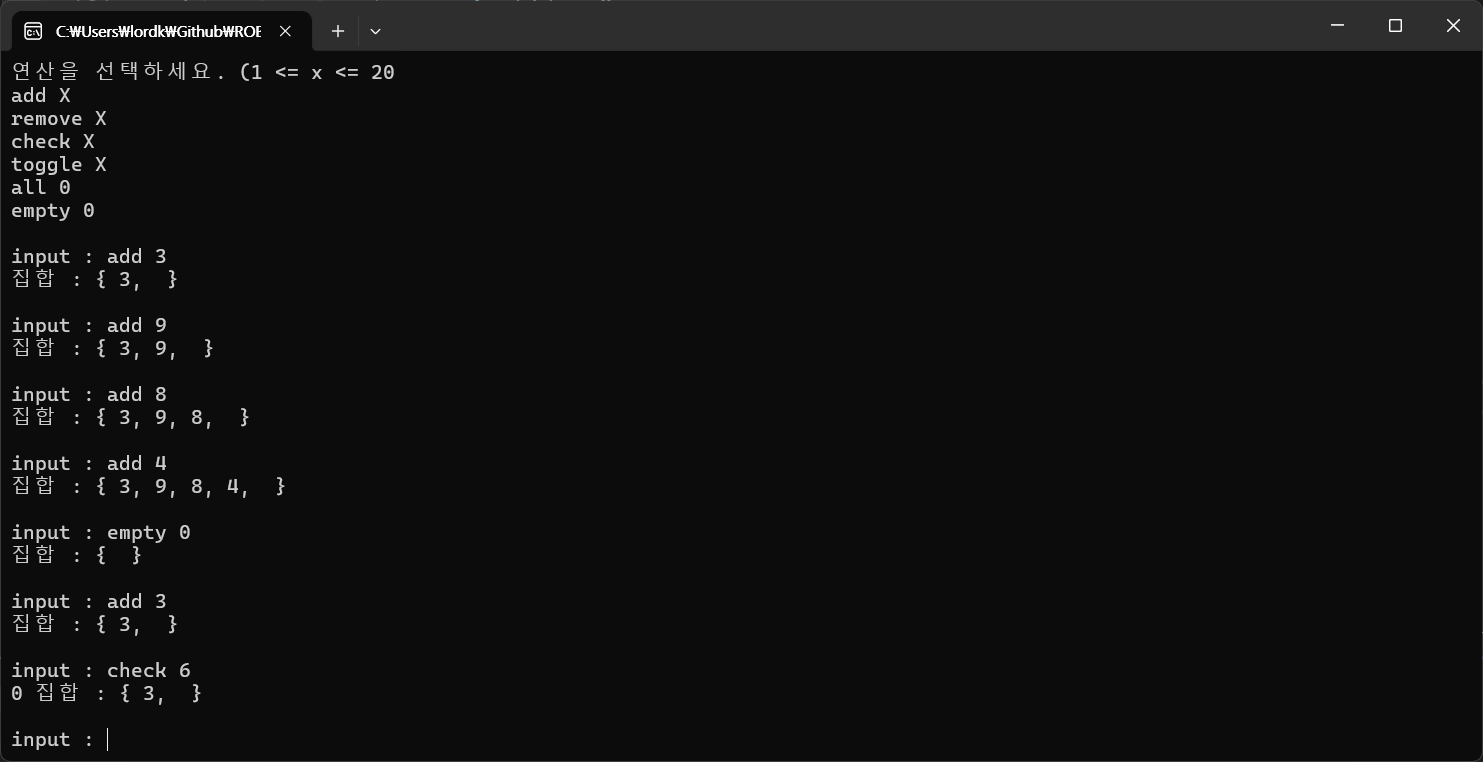 C:₩Users₩lordk₩Github₩ROE
연산을 선택하세요. (1 <= x <= 20
add X
remove X
check X
toggle X
all 0
empty 0
input : add 3
집합 : { 3,  }
input : add 9
집합 : { 3, 9,  }
input : add 8
집합 : { 3, 9, 8,  }
input : add 4
집합 : { 3, 9, 8, 4,  }
input : empty 0
집합 : {  }
input : add 3
집합 : { 3,  }
input : check 6
0 집합 : { 3,  }
input :